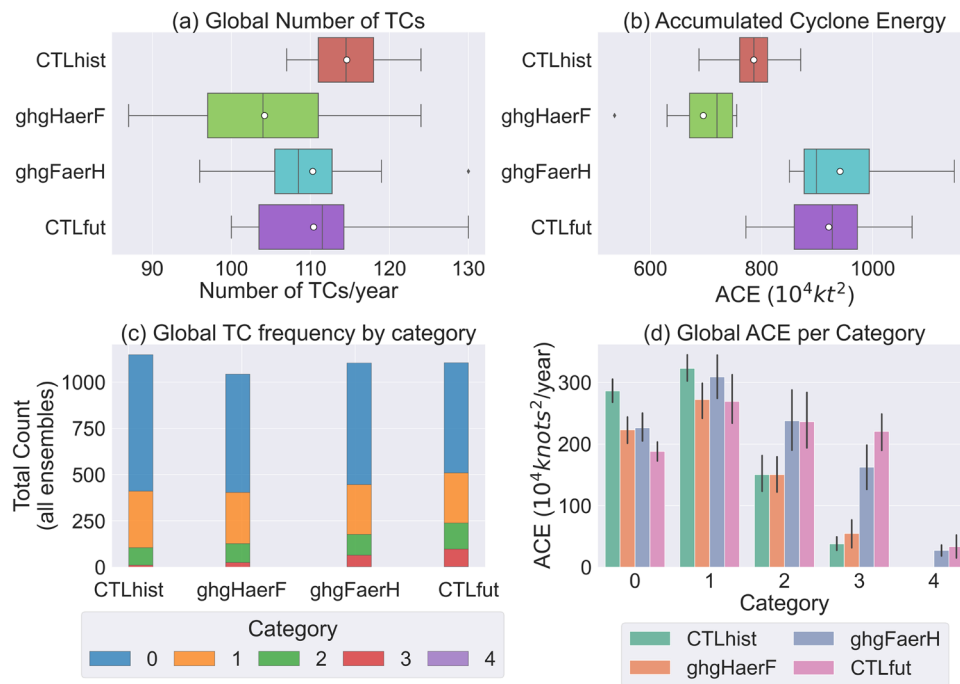 (a) Global Number of TCs
CTLhist
ghgHaerF
ghgFaerH
CTLfut
90 100 110 120 130
Number of TCs/year
(b) Accumulated Cyclone Energy
CTLhist
ghgHaerF
ghgFaerH
CTLfut
600 800 1000
ACE (10⁴kt²)
(c) Global TC frequency by category
Total Count
(all ensembles)
1000
750
500
250
0
CTLhist ghgHaerF ghgFaerH CTLfut
Category
0 1 2 3 4
(d) Global ACE per Category
ACE (10⁴knots²/year)
300
200
100
0
0 1 2 3 4
Category
CTLhist ghgFaerH
ghgHaerF CTLfut